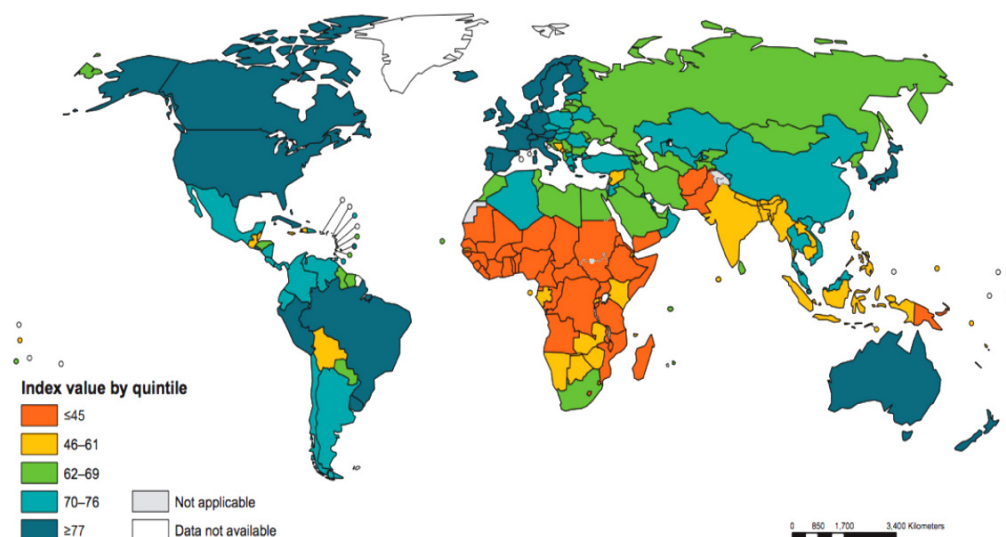 Index value by quintile
≤45
46–61
62–69
70–76
≥77
Not applicable
Data not available
0 850 1,700 3,400 Kilometers